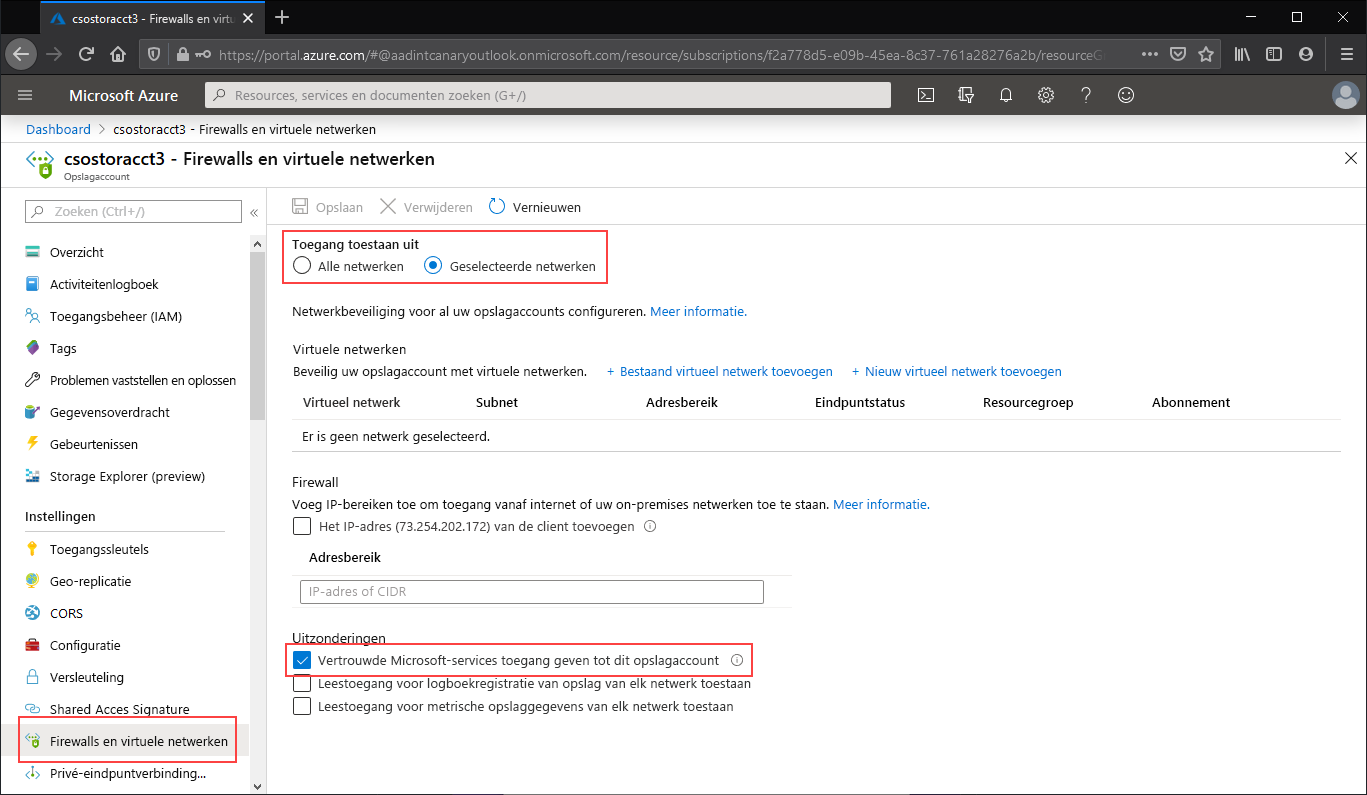 csostoracct3 - Firewalls en virtu
https://portal.azure.com/#@aadintcanaryoutlook.onmicrosoft.com/resource/subscriptions/f2a778d5-e09b-45ea-8c37-761a28276a2b/resourceG
Microsoft Azure
Resources, services en documenten zoeken (G+/)
Dashboard > csostoracct3 - Firewalls en virtuele netwerken
csostoracct3 - Firewalls en virtuele netwerken
Opslagaccount
Zoeken (Ctrl+/)
«
Overzicht
Activiteitenlogboek
Toegangsbeheer (IAM)
Tags
Problemen vaststellen en oplossen
Gegevensoverdracht
Gebeurtenissen
Storage Explorer (preview)
Instellingen
Toegangssleutels
Geo-replicatie
CORS
Configuratie
Versleuteling
Shared Acces Signature
Firewalls en virtuele netwerken
Privé-eindpuntverbinding...
Opslaan Verwijderen Vernieuwen
Toegang toestaan uit
Alle netwerken Geselecteerde netwerken
Netwerkbeveiliging voor al uw opslagaccounts configureren. Meer informatie.
Virtuele netwerken
Beveilig uw opslagaccount met virtuele netwerken. + Bestaand virtueel netwerk toevoegen + Nieuw virtueel netwerk toevoegen
Virtueel netwerk Subnet Adresbereik Eindpuntstatus Resourcegroep Abonnement
Er is geen netwerk geselecteerd.
Firewall
Voeg IP-bereiken toe om toegang vanaf internet of uw on-premises netwerken toe te staan. Meer informatie.
Het IP-adres (73.254.202.172) van de client toevoegen
Adresbereik
IP-adres of CIDR
Uitzonderingen
Vertrouwde Microsoft-services toegang geven tot dit opslagaccount
Leestoegang voor logboekregistratie van opslag van elk netwerk toestaan
Leestoegang voor metrische opslaggegevens van elk netwerk toestaan